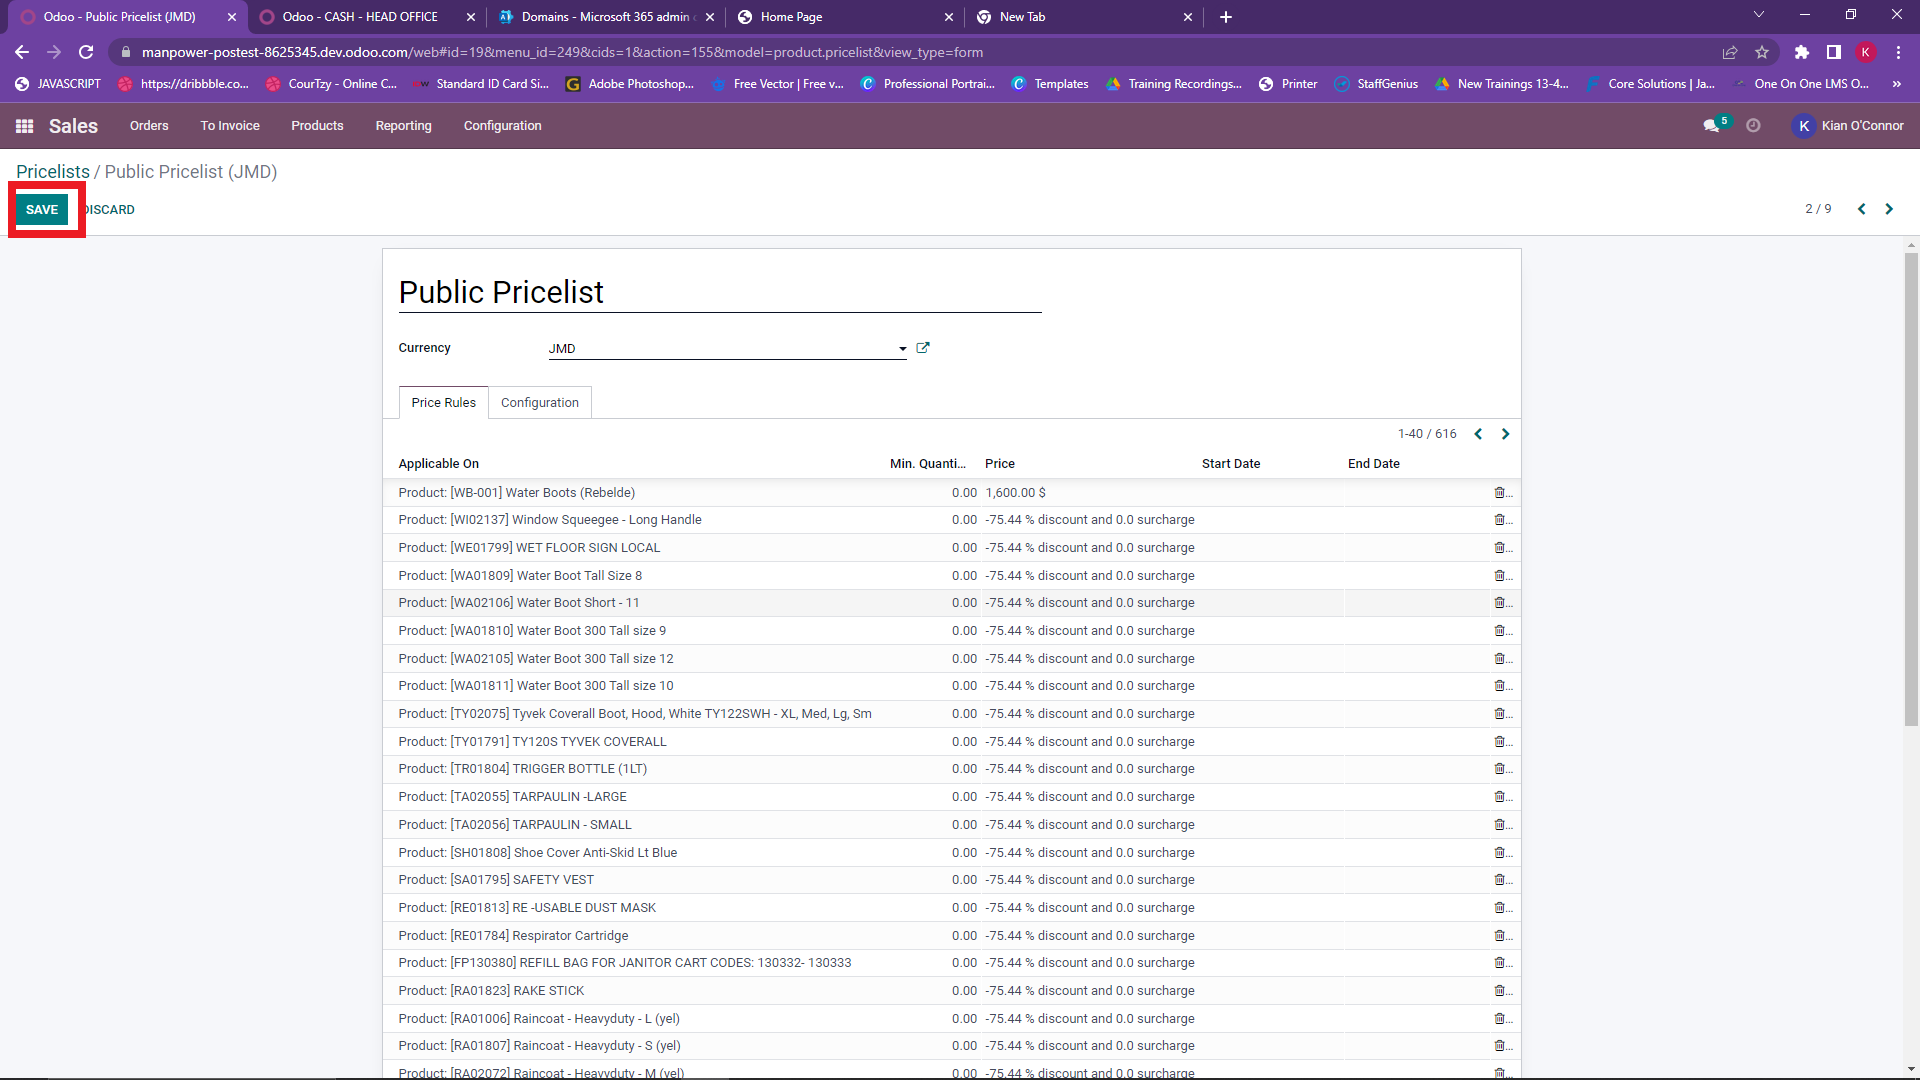 Odoo - Public Pricelist (JMD)
Odoo - CASH - HEAD OFFICE
Domains - Microsoft 365 admin
Home Page
New Tab
manpower-postest-8625345.dev.odoo.com/web#id=19&menu_id=249&cids=1&action=155&model=product.pricelist&view_type=form
K
JAVASCRIPT
https://dribbble.co...
CourTzy - Online C...
Standard ID Card Si...
Adobe Photoshop...
Free Vector | Free v...
Professional Portrai...
Templates
Training Recordings...
Printer
StaffGenius
New Trainings 13-4...
Core Solutions | Ja...
One On One LMS O...
»
Sales
Orders
To Invoice
Products
Reporting
Configuration
5
K
Kian O'Connor
Pricelists / Public Pricelist (JMD)
SAVE
DISCARD
2 / 9
Public Pricelist
Currency
JMD
Price Rules
Configuration
1-40 / 616
Applicable On Min. Quanti... Price Start Date End Date
Product: [WB-001] Water Boots (Rebelde) 0.00 1,600.00 $
Product: [WI02137] Window Squeegee - Long Handle 0.00 -75.44 % discount and 0.0 surcharge
Product: [WE01799] WET FLOOR SIGN LOCAL 0.00 -75.44 % discount and 0.0 surcharge
Product: [WA01809] Water Boot Tall Size 8 0.00 -75.44 % discount and 0.0 surcharge
Product: [WA02106] Water Boot Short - 11 0.00 -75.44 % discount and 0.0 surcharge
Product: [WA01810] Water Boot 300 Tall size 9 0.00 -75.44 % discount and 0.0 surcharge
Product: [WA02105] Water Boot 300 Tall size 12 0.00 -75.44 % discount and 0.0 surcharge
Product: [WA01811] Water Boot 300 Tall size 10 0.00 -75.44 % discount and 0.0 surcharge
Product: [TY02075] Tyvek Coverall Boot, Hood, White TY122SWH - XL, Med, Lg, Sm 0.00 -75.44 % discount and 0.0 surcharge
Product: [TY01791] TY120S TYVEK COVERALL 0.00 -75.44 % discount and 0.0 surcharge
Product: [TR01804] TRIGGER BOTTLE (1LT) 0.00 -75.44 % discount and 0.0 surcharge
Product: [TA02055] TARPAULIN -LARGE 0.00 -75.44 % discount and 0.0 surcharge
Product: [TA02056] TARPAULIN - SMALL 0.00 -75.44 % discount and 0.0 surcharge
Product: [SH01808] Shoe Cover Anti-Skid Lt Blue 0.00 -75.44 % discount and 0.0 surcharge
Product: [SA01795] SAFETY VEST 0.00 -75.44 % discount and 0.0 surcharge
Product: [RE01813] RE -USABLE DUST MASK 0.00 -75.44 % discount and 0.0 surcharge
Product: [RE01784] Respirator Cartridge 0.00 -75.44 % discount and 0.0 surcharge
Product: [FP130380] REFILL BAG FOR JANITOR CART CODES: 130332- 130333 0.00 -75.44 % discount and 0.0 surcharge
Product: [RA01823] RAKE STICK 0.00 -75.44 % discount and 0.0 surcharge
Product: [RA01006] Raincoat - Heavyduty - L (yel) 0.00 -75.44 % discount and 0.0 surcharge
Product: [RA01807] Raincoat - Heavyduty - S (yel) 0.00 -75.44 % discount and 0.0 surcharge
Product: [RA02072] Raincoat - Heavyduty - M (yel) 0.00 -75.44 % discount and 0.0 surcharge